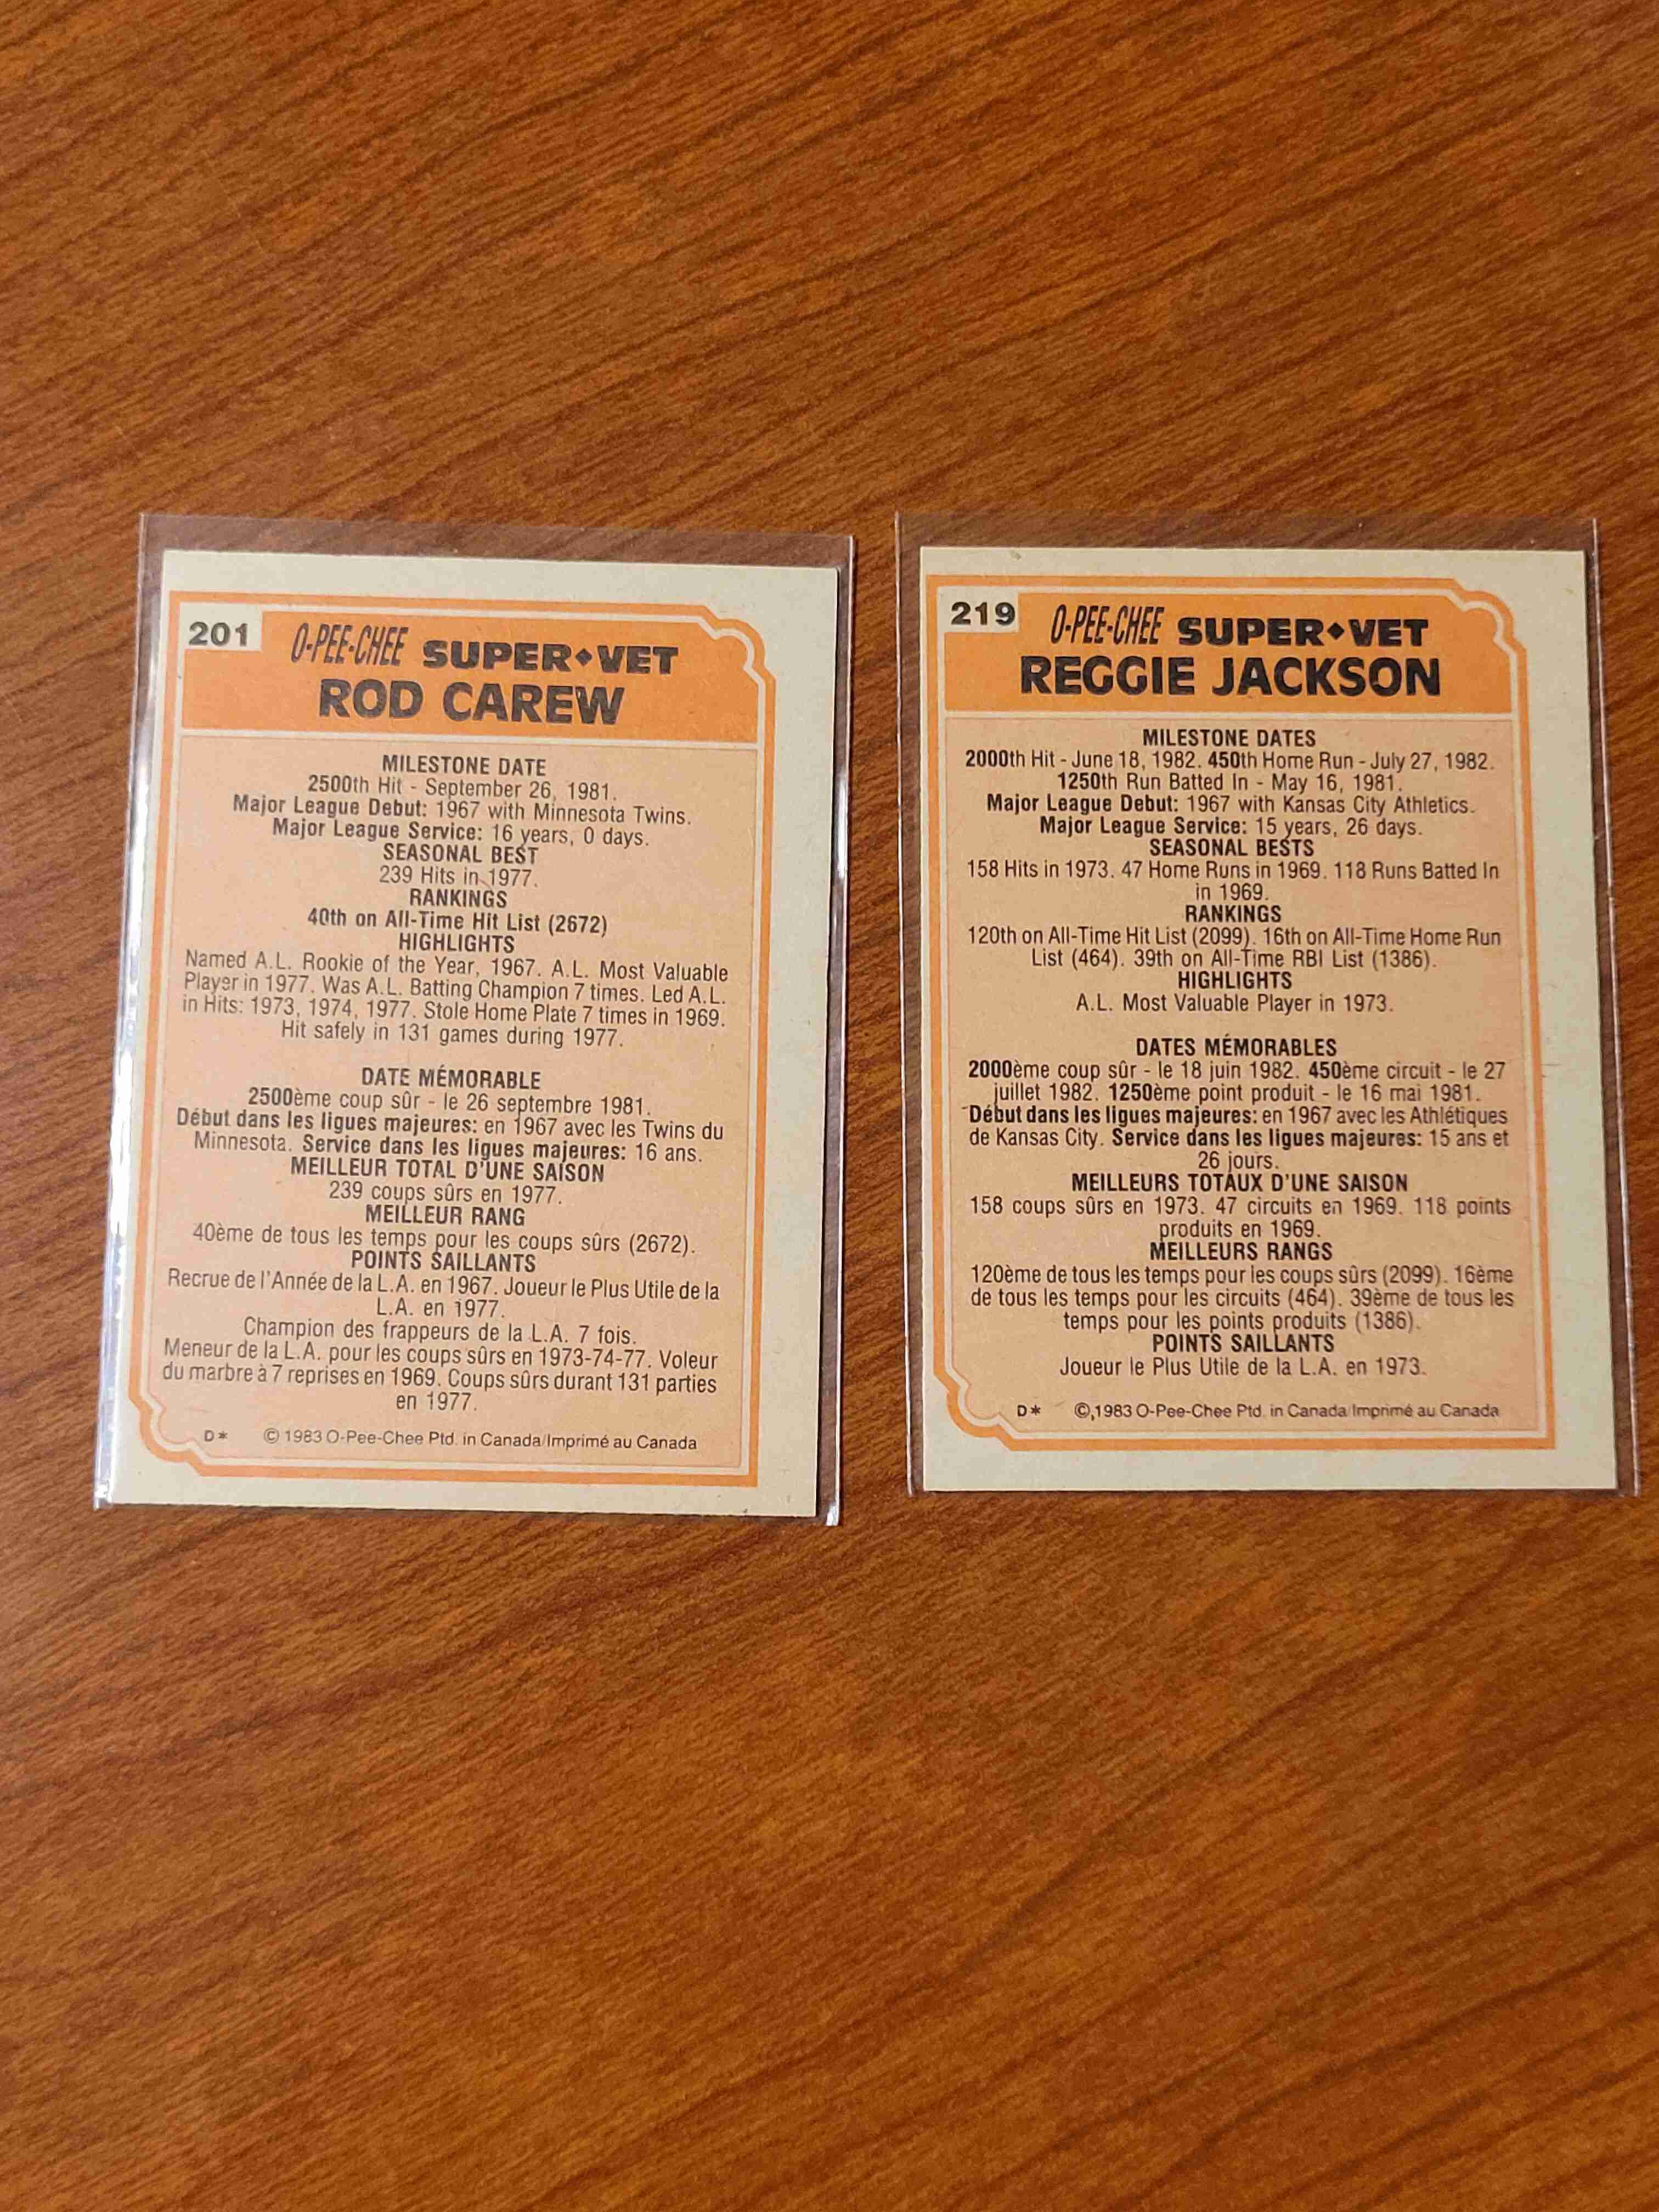 201
O-PEE-CHEE SUPER◆VET
ROD CAREW
MILESTONE DATE
2500th Hit - September 26, 1981.
Major League Debut: 1967 with Minnesota Twins.
Major League Service: 16 years, 0 days.
SEASONAL BEST
239 Hits in 1977.
RANKINGS
40th on All-Time Hit List (2672)
HIGHLIGHTS
Named A.L. Rookie of the Year, 1967. A.L. Most Valuable
Player in 1977. Was A.L. Batting Champion 7 times. Led A.L.
in Hits: 1973, 1974, 1977. Stole Home Plate 7 times in 1969.
Hit safely in 131 games during 1977.
DATE MÉMORABLE
2500ème coup sûr - le 26 septembre 1981.
Début dans les ligues majeures: en 1967 avec les Twins du
Minnesota. Service dans les ligues majeures: 16 ans.
MEILLEUR TOTAL D'UNE SAISON
239 coups sûrs en 1977.
MEILLEUR RANG
40ème de tous les temps pour les coups sûrs (2672).
POINTS SAILLANTS
Recrue de l'Année de la L.A. en 1967. Joueur le Plus Utile de la
L.A. en 1977.
Champion des frappeurs de la L.A. 7 fois.
Meneur de la L.A. pour les coups sûrs en 1973-74-77. Voleur
du marbre à 7 reprises en 1969. Coups sûrs durant 131 parties
en 1977.
D* © 1983 O-Pee-Chee Ptd. in Canada/Imprimé au Canada
219
O-PEE-CHEE SUPER◆VET
REGGIE JACKSON
MILESTONE DATES
2000th Hit - June 18, 1982. 450th Home Run - July 27, 1982.
1250th Run Batted In - May 16, 1981.
Major League Debut: 1967 with Kansas City Athletics.
Major League Service: 15 years, 26 days.
SEASONAL BESTS
158 Hits in 1973. 47 Home Runs in 1969. 118 Runs Batted In
in 1969.
RANKINGS
120th on All-Time Hit List (2099). 16th on All-Time Home Run
List (464). 39th on All-Time RBI List (1386).
HIGHLIGHTS
A.L. Most Valuable Player in 1973.
DATES MÉMORABLES
2000ème coup sûr - le 18 juin 1982. 450ème circuit - le 27
juillet 1982. 1250ème point produit - le 16 mai 1981.
Début dans les ligues majeures: en 1967 avec les Athlétiques
de Kansas City. Service dans les ligues majeures: 15 ans et
26 jours.
MEILLEURS TOTAUX D'UNE SAISON
158 coups sûrs en 1973. 47 circuits en 1969. 118 points
produits en 1969.
MEILLEURS RANGS
120ème de tous les temps pour les coups sûrs (2099). 16ème
de tous les temps pour les circuits (464). 39ème de tous les
temps pour les points produits (1386).
POINTS SAILLANTS
Joueur le Plus Utile de la L.A. en 1973.
D* © 1983 O-Pee-Chee Ptd. in Canada/Imprimé au Canada